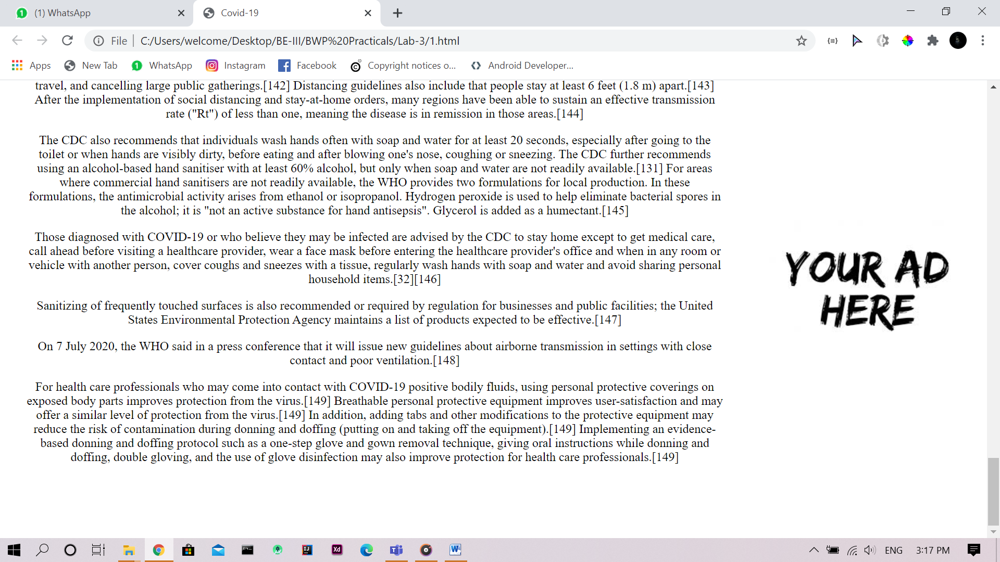 (1) WhatsApp
Covid-19
File
C:/Users/welcome/Desktop/BE-III/BWP%20Practicals/Lab-3/1.html
Apps
New Tab
WhatsApp
Instagram
Facebook
Copyright notices o...
Android Developer...
travel, and cancelling large public gatherings.[142] Distancing guidelines also include that people stay at least 6 feet (1.8 m) apart.[143]
After the implementation of social distancing and stay-at-home orders, many regions have been able to sustain an effective transmission
rate ("Rt") of less than one, meaning the disease is in remission in those areas.[144]
The CDC also recommends that individuals wash hands often with soap and water for at least 20 seconds, especially after going to the
toilet or when hands are visibly dirty, before eating and after blowing one's nose, coughing or sneezing. The CDC further recommends
using an alcohol-based hand sanitiser with at least 60% alcohol, but only when soap and water are not readily available.[131] For areas
where commercial hand sanitisers are not readily available, the WHO provides two formulations for local production. In these
formulations, the antimicrobial activity arises from ethanol or isopropanol. Hydrogen peroxide is used to help eliminate bacterial spores in
the alcohol; it is "not an active substance for hand antisepsis". Glycerol is added as a humectant.[145]
Those diagnosed with COVID-19 or who believe they may be infected are advised by the CDC to stay home except to get medical care,
call ahead before visiting a healthcare provider, wear a face mask before entering the healthcare provider's office and when in any room or
vehicle with another person, cover coughs and sneezes with a tissue, regularly wash hands with soap and water and avoid sharing personal
household items.[32][146]
Sanitizing of frequently touched surfaces is also recommended or required by regulation for businesses and public facilities; the United
States Environmental Protection Agency maintains a list of products expected to be effective.[147]
On 7 July 2020, the WHO said in a press conference that it will issue new guidelines about airborne transmission in settings with close
contact and poor ventilation.[148]
For health care professionals who may come into contact with COVID-19 positive bodily fluids, using personal protective coverings on
exposed body parts improves protection from the virus.[149] Breathable personal protective equipment improves user-satisfaction and may
offer a similar level of protection from the virus.[149] In addition, adding tabs and other modifications to the protective equipment may
reduce the risk of contamination during donning and doffing (putting on and taking off the equipment).[149] Implementing an evidence-
based donning and doffing protocol such as a one-step glove and gown removal technique, giving oral instructions while donning and
doffing, double gloving, and the use of glove disinfection may also improve protection for health care professionals.[149]
YOUR AD
HERE
ENG
3:17 PM